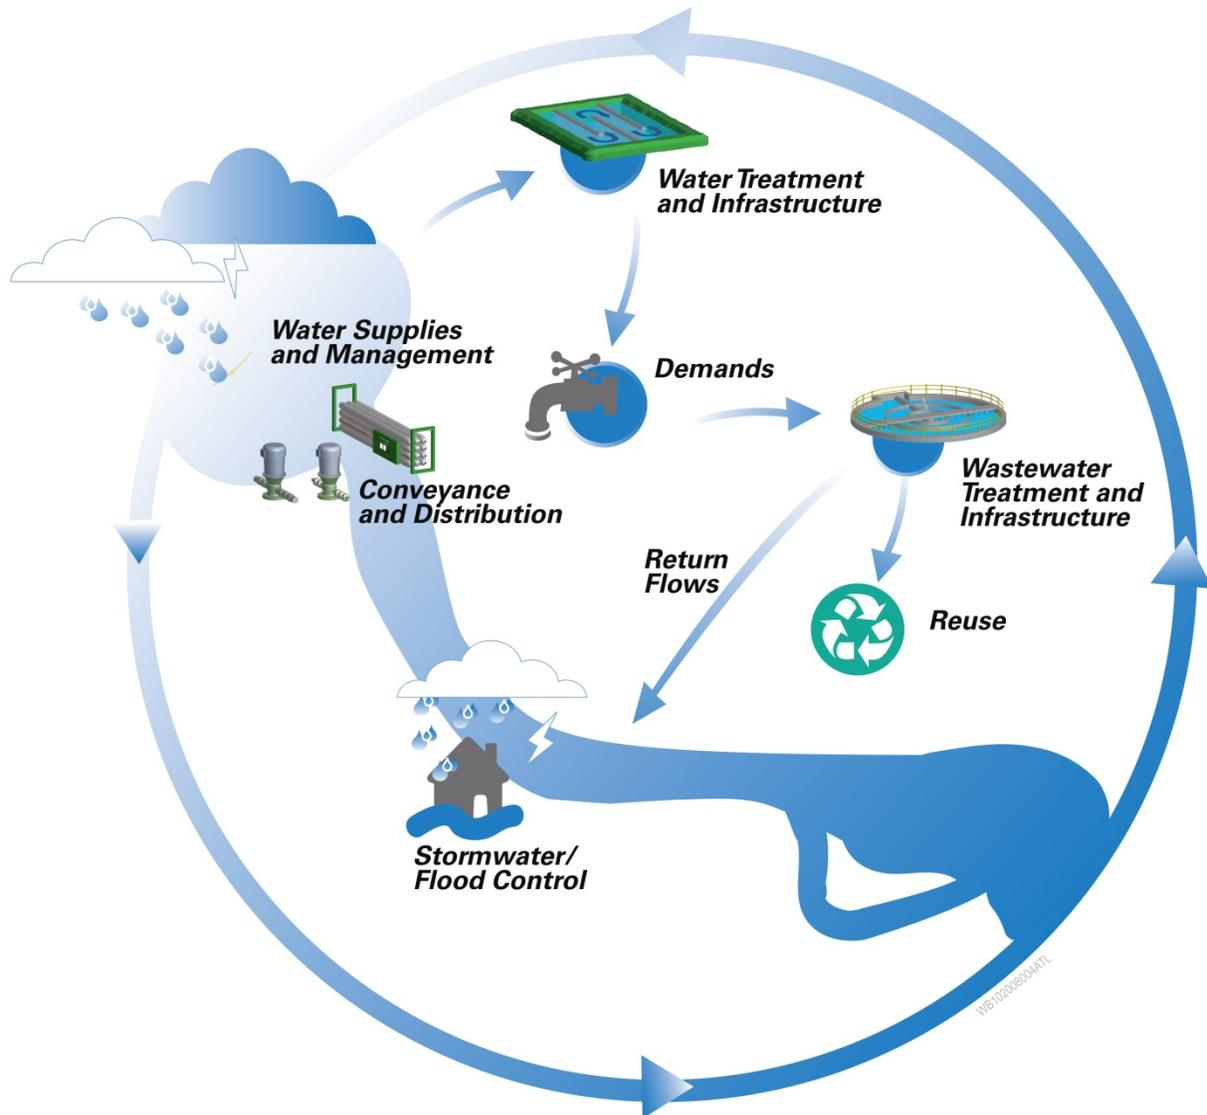 Water Treatment
and Infrastructure
Water Supplies
and Management
Demands
Conveyance
and Distribution
Wastewater
Treatment and
Infrastructure
Return
Flows
Reuse
Stormwater/
Flood Control
WB102008004ATL